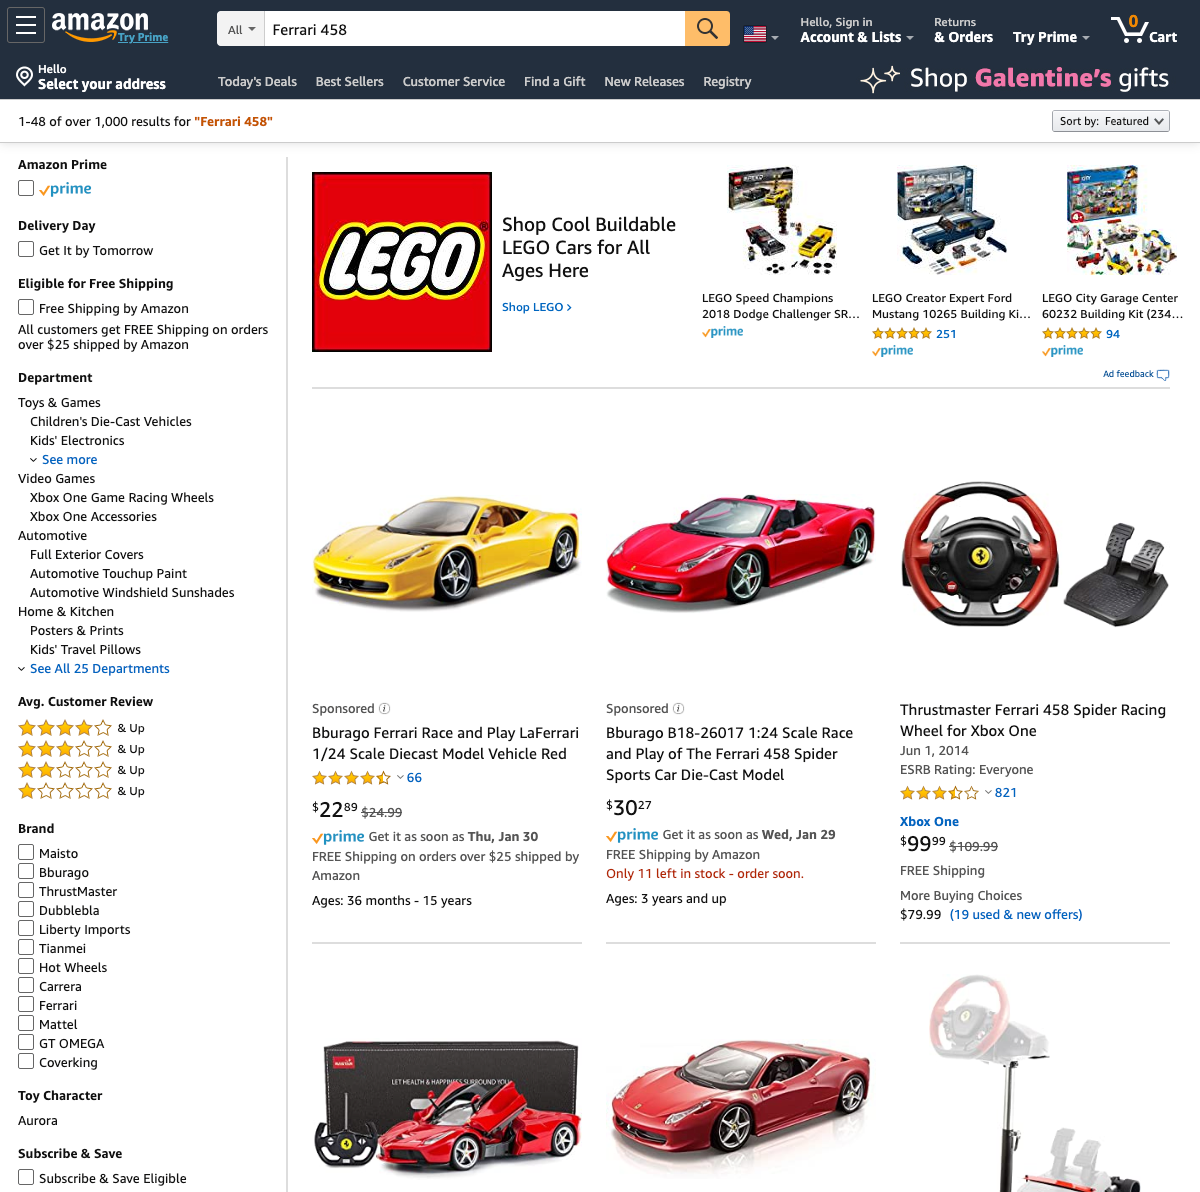 amazon
Try Prime
All
Ferrari 458
Hello, Sign in
Account & Lists
Returns
& Orders
Try Prime
0
Cart
Hello
Select your address
Today's Deals
Best Sellers
Customer Service
Find a Gift
New Releases
Registry
Shop Galentine's gifts
1-48 of over 1,000 results for "Ferrari 458"
Sort by: Featured
Amazon Prime
prime
Delivery Day
Get It by Tomorrow
Eligible for Free Shipping
Free Shipping by Amazon
All customers get FREE Shipping on orders
over $25 shipped by Amazon
Department
Toys & Games
Children's Die-Cast Vehicles
Kids' Electronics
See more
Video Games
Xbox One Game Racing Wheels
Xbox One Accessories
Automotive
Full Exterior Covers
Automotive Touchup Paint
Automotive Windshield Sunshades
Home & Kitchen
Posters & Prints
Kids' Travel Pillows
See All 25 Departments
Avg. Customer Review
& Up
& Up
& Up
& Up
Brand
Maisto
Bburago
ThrustMaster
Dubblebla
Liberty Imports
Tianmei
Hot Wheels
Carrera
Ferrari
Mattel
GT OMEGA
Coverking
Toy Character
Aurora
Subscribe & Save
Subscribe & Save Eligible
LEGO
Shop Cool Buildable
LEGO Cars for All
Ages Here
Shop LEGO ›
LEGO Speed Champions
2018 Dodge Challenger SR...
prime
LEGO Creator Expert Ford
Mustang 10265 Building Ki...
251
prime
LEGO City Garage Center
60232 Building Kit (234...
94
prime
Ad feedback
Sponsored
Bburago Ferrari Race and Play LaFerrari
1/24 Scale Diecast Model Vehicle Red
66
$22 89 $24.99
prime Get it as soon as Thu, Jan 30
FREE Shipping on orders over $25 shipped by
Amazon
Ages: 36 months - 15 years
Sponsored
Bburago B18-26017 1:24 Scale Race
and Play of The Ferrari 458 Spider
Sports Car Die-Cast Model
$30 27
prime Get it as soon as Wed, Jan 29
FREE Shipping by Amazon
Only 11 left in stock - order soon.
Ages: 3 years and up
Thrustmaster Ferrari 458 Spider Racing
Wheel for Xbox One
Jun 1, 2014
ESRB Rating: Everyone
821
Xbox One
$99 99 $109.99
FREE Shipping
More Buying Choices
$79.99 (19 used & new offers)
LET HEALTH & HAPPINESS SURROUND YOU